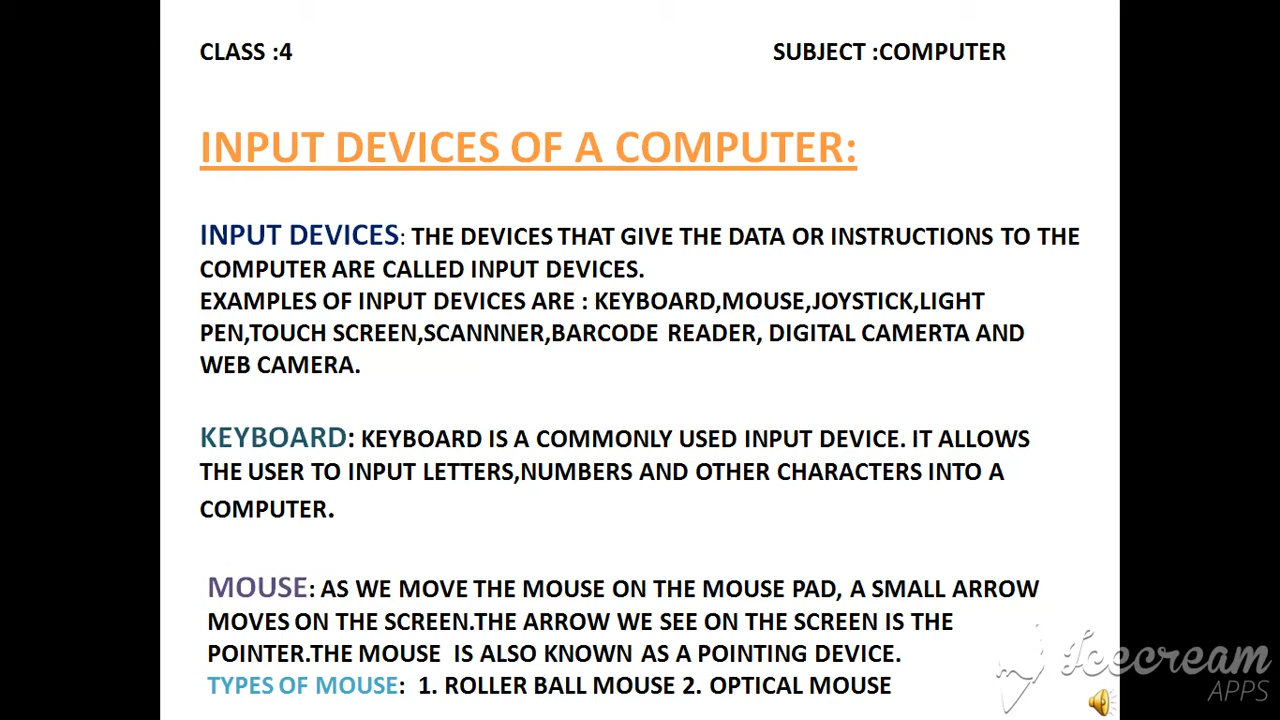 CLASS :4 SUBJECT :COMPUTER
INPUT DEVICES OF A COMPUTER:
INPUT DEVICES: THE DEVICES THAT GIVE THE DATA OR INSTRUCTIONS TO THE
COMPUTER ARE CALLED INPUT DEVICES.
EXAMPLES OF INPUT DEVICES ARE : KEYBOARD,MOUSE,JOYSTICK,LIGHT
PEN,TOUCH SCREEN,SCANNNER,BARCODE READER, DIGITAL CAMERTA AND
WEB CAMERA.
KEYBOARD: KEYBOARD IS A COMMONLY USED INPUT DEVICE. IT ALLOWS
THE USER TO INPUT LETTERS,NUMBERS AND OTHER CHARACTERS INTO A
COMPUTER.
MOUSE: AS WE MOVE THE MOUSE ON THE MOUSE PAD, A SMALL ARROW
MOVES ON THE SCREEN.THE ARROW WE SEE ON THE SCREEN IS THE
POINTER.THE MOUSE IS ALSO KNOWN AS A POINTING DEVICE.
TYPES OF MOUSE: 1. ROLLER BALL MOUSE 2. OPTICAL MOUSE
Icecream
APPS